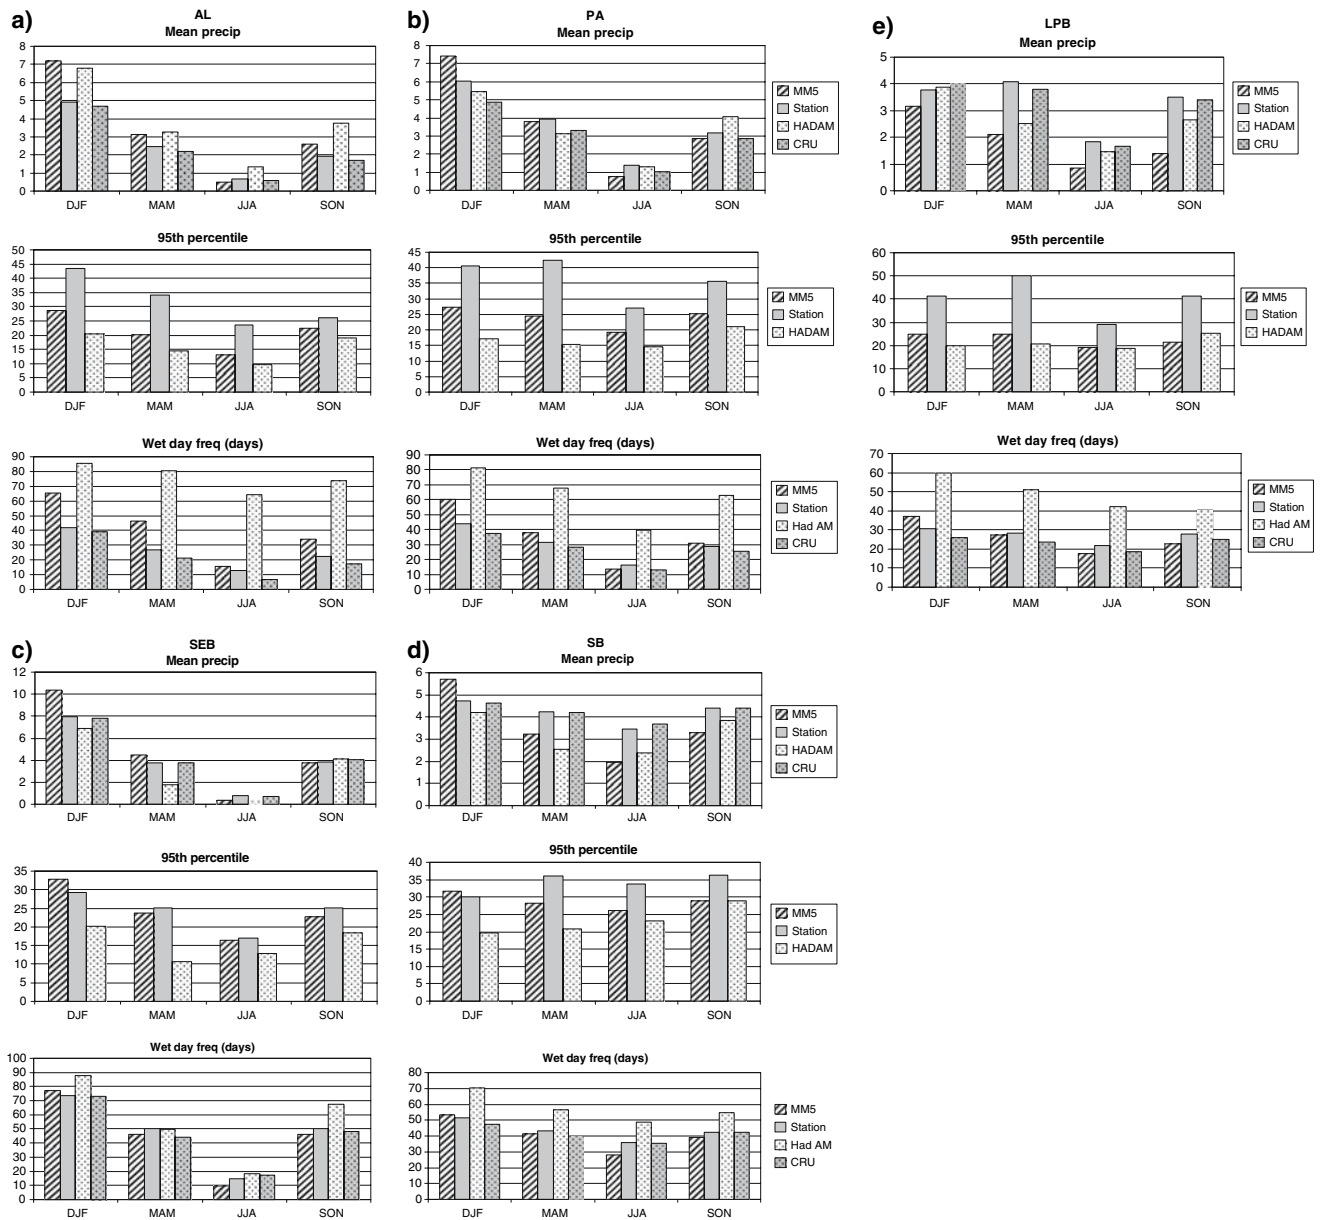 a)
AL
Mean precip
8
7
6
5
4
3
2
1
0
DJF MAM JJA SON
95th percentile
50
45
40
35
30
25
20
15
10
5
0
DJF MAM JJA SON
Wet day freq (days)
90
80
70
60
50
40
30
20
10
0
DJF MAM JJA SON
b)
PA
Mean precip
8
7
6
5
4
3
2
1
0
DJF MAM JJA SON
MM5
Station
HADAM
CRU
95th percentile
45
40
35
30
25
20
15
10
5
0
DJF MAM JJA SON
MM5
Station
HADAM
Wet day freq (days)
90
80
70
60
50
40
30
20
10
0
DJF MAM JJA SON
MM5
Station
Had AM
CRU
e)
LPB
Mean precip
5
4
3
2
1
0
DJF MAM JJA SON
MM5
Station
HADAM
CRU
95th percentile
60
50
40
30
20
10
0
DJF MAM JJA SON
MM5
Station
HADAM
Wet day freq (days)
70
60
50
40
30
20
10
0
DJF MAM JJA SON
MM5
Station
Had AM
CRU
c)
SEB
Mean precip
12
10
8
6
4
2
0
DJF MAM JJA SON
95th percentile
35
30
25
20
15
10
5
0
DJF MAM JJA SON
Wet day freq (days)
100
90
80
70
60
50
40
30
20
10
0
DJF MAM JJA SON
d)
SB
Mean precip
6
5
4
3
2
1
0
DJF MAM JJA SON
MM5
Station
HADAM
CRU
95th percentile
40
35
30
25
20
15
10
5
0
DJF MAM JJA SON
MM5
Station
HADAM
Wet day freq (days)
80
70
60
50
40
30
20
10
0
DJF MAM JJA SON
MM5
Station
Had AM
CRU